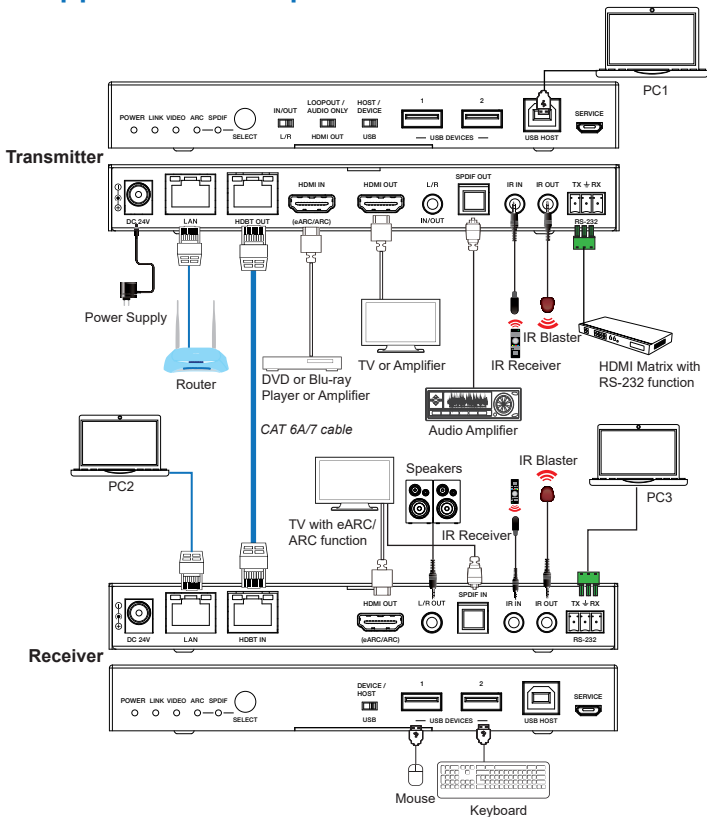 PC1
POWER LINK VIDEO ARC SPDIF
SELECT
IN/OUT
L/R
LOOPOUT /
AUDIO ONLY
HDMI OUT
HOST /
DEVICE
USB
1
2
USB DEVICES
USB HOST
SERVICE
Transmitter
DC 24V
LAN
HDBT OUT
HDMI IN
(eARC/ARC)
HDMI OUT
L/R
IN/OUT
SPDIF OUT
IR IN
IR OUT
TX RX
RS-232
Power Supply
Router
DVD or Blu-ray
Player or Amplifier
TV or Amplifier
Audio Amplifier
IR Receiver
IR Blaster
HDMI Matrix with
RS-232 function
CAT 6A/7 cable
PC2
TV with eARC/
ARC function
Speakers
IR Receiver
IR Blaster
PC3
DC 24V
LAN
HDBT IN
HDMI OUT
(eARC/ARC)
L/R OUT
SPDIF IN
IR IN
IR OUT
TX RX
RS-232
Receiver
POWER LINK VIDEO ARC SPDIF
SELECT
DEVICE /
HOST
USB
1
2
USB DEVICES
USB HOST
SERVICE
Mouse
Keyboard